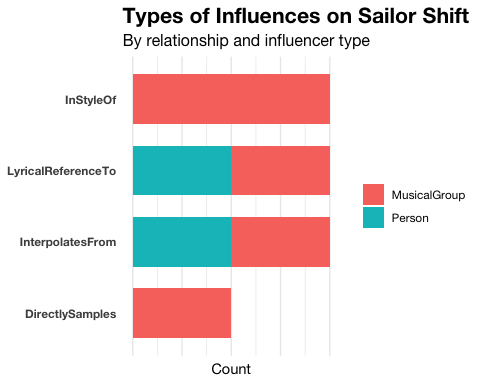 Types of Influences on Sailor Shift
By relationship and influencer type
InStyleOf
LyricalReferenceTo
InterpolatesFrom
DirectlySamples
MusicalGroup
Person
Count